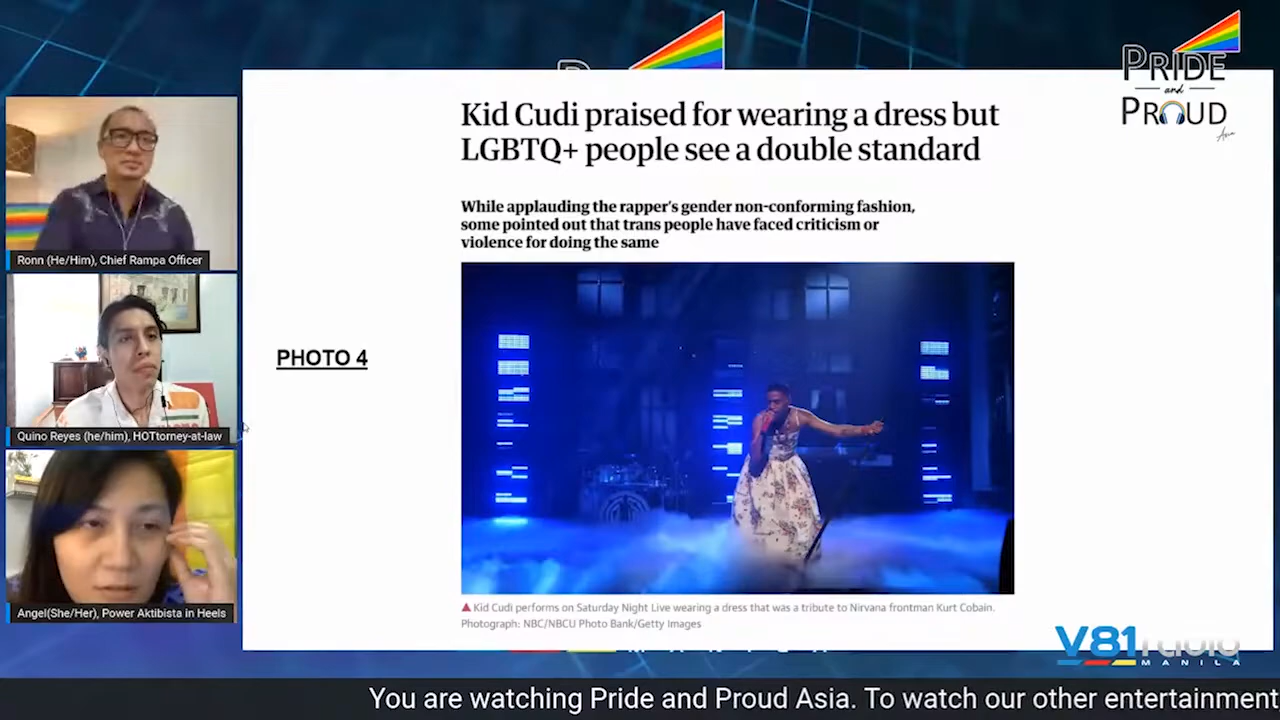 PRIDE
and
PROUD
Asia
Kid Cudi praised for wearing a dress but
LGBTQ+ people see a double standard
While applauding the rapper's gender non-conforming fashion,
some pointed out that trans people have faced criticism or
violence for doing the same
Ronn (He/Him), Chief Rampa Officer
PHOTO 4
Quino Reyes (he/him), HOTtorney-at-law
Angel(She/Her), Power Aktibista in Heels
Kid Cudi performs on Saturday Night Live wearing a dress that was a tribute to Nirvana frontman Kurt Cobain.
Photograph: NBC/NBCU Photo Bank/Getty Images
V81 radio
MANILA
You are watching Pride and Proud Asia. To watch our other entertainment